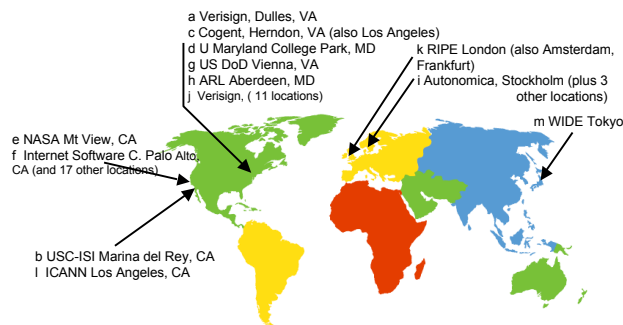 a Verisign, Dulles, VA
c Cogent, Herndon, VA (also Los Angeles)
d U Maryland College Park, MD
g US DoD Vienna, VA
h ARL Aberdeen, MD
j Verisign, ( 11 locations)
k RIPE London (also Amsterdam,
Frankfurt)
i Autonomica, Stockholm (plus 3
other locations)
m WIDE Tokyo
e NASA Mt View, CA
f Internet Software C. Palo Alto,
CA (and 17 other locations)
b USC-ISI Marina del Rey, CA
l ICANN Los Angeles, CA